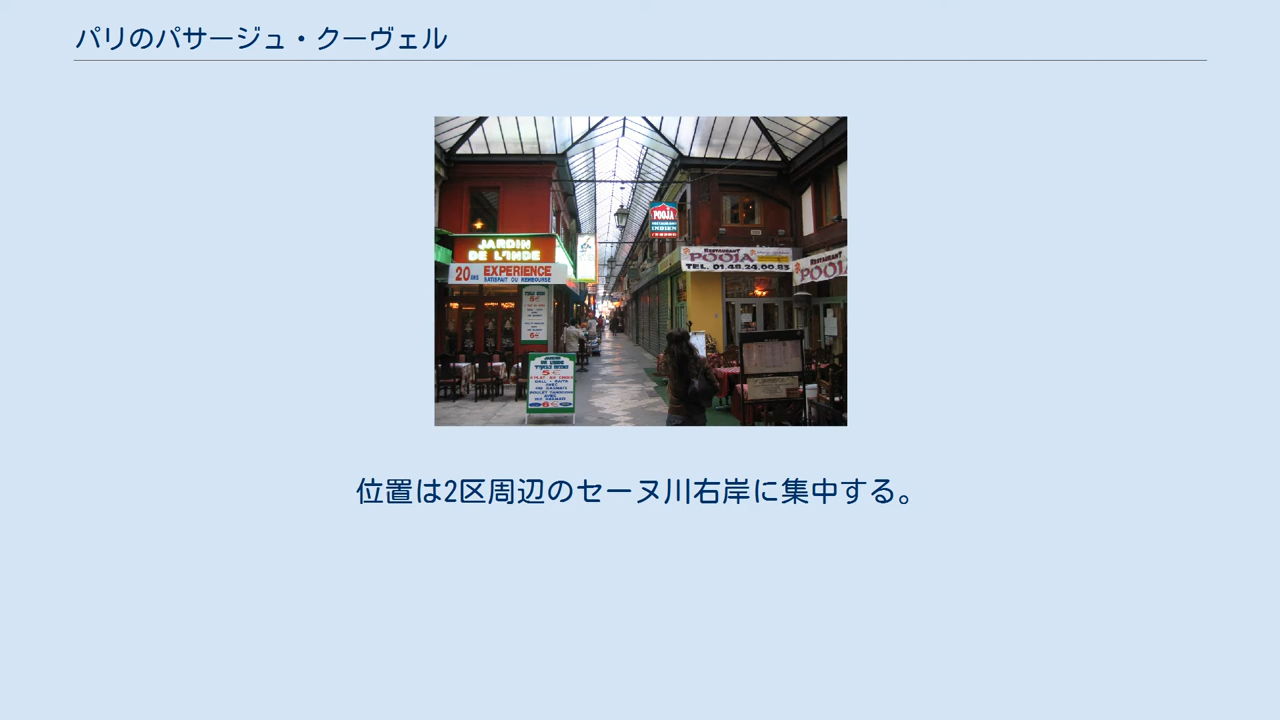 パリのパサージュ・クーヴェル
JARDIN
DE L'INDE
20 ANS EXPERIENCE
SATISFAIT OU REMBOURSE
POOJA
RESTAURANT
INDIEN
RESTAURANT
POOJA
TEL. 01.48.24.00.83
RESTAURANT
POOJA
5€
位置は2区周辺のセーヌ川右岸に集中する。